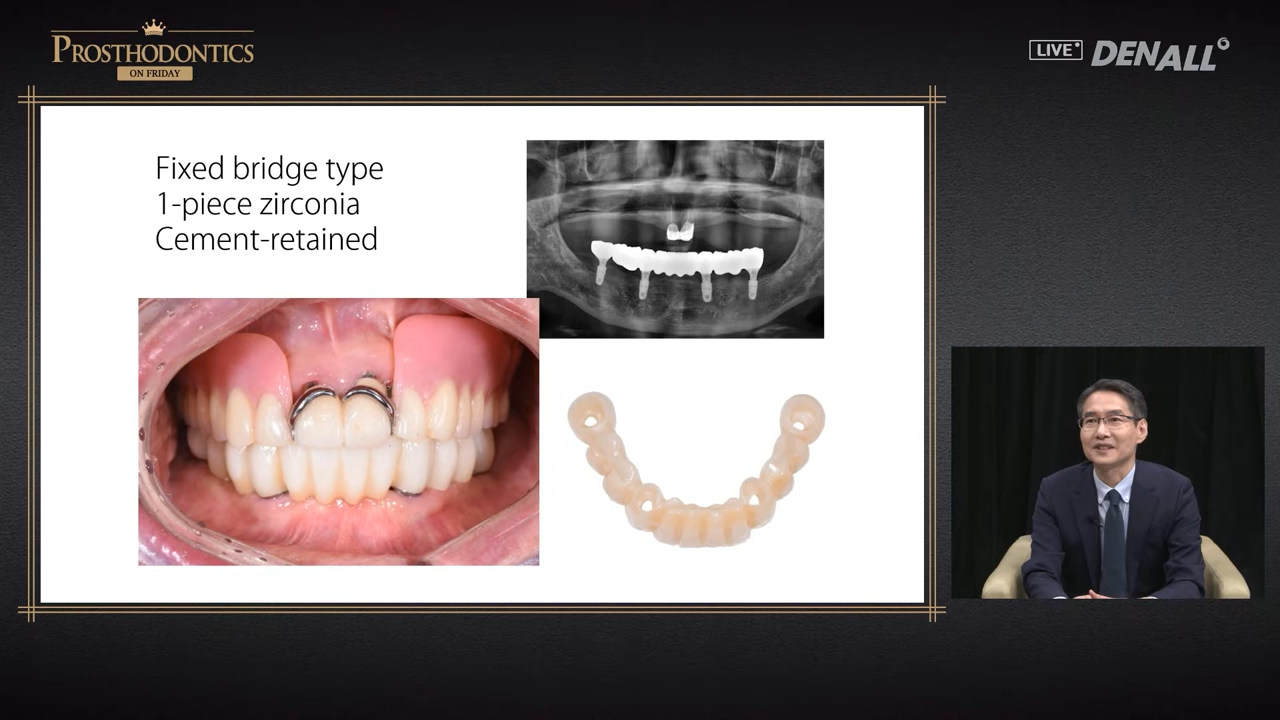 PROSTHODONTICS
ON FRIDAY
LIVE
DENALL
Fixed bridge type
1-piece zirconia
Cement-retained